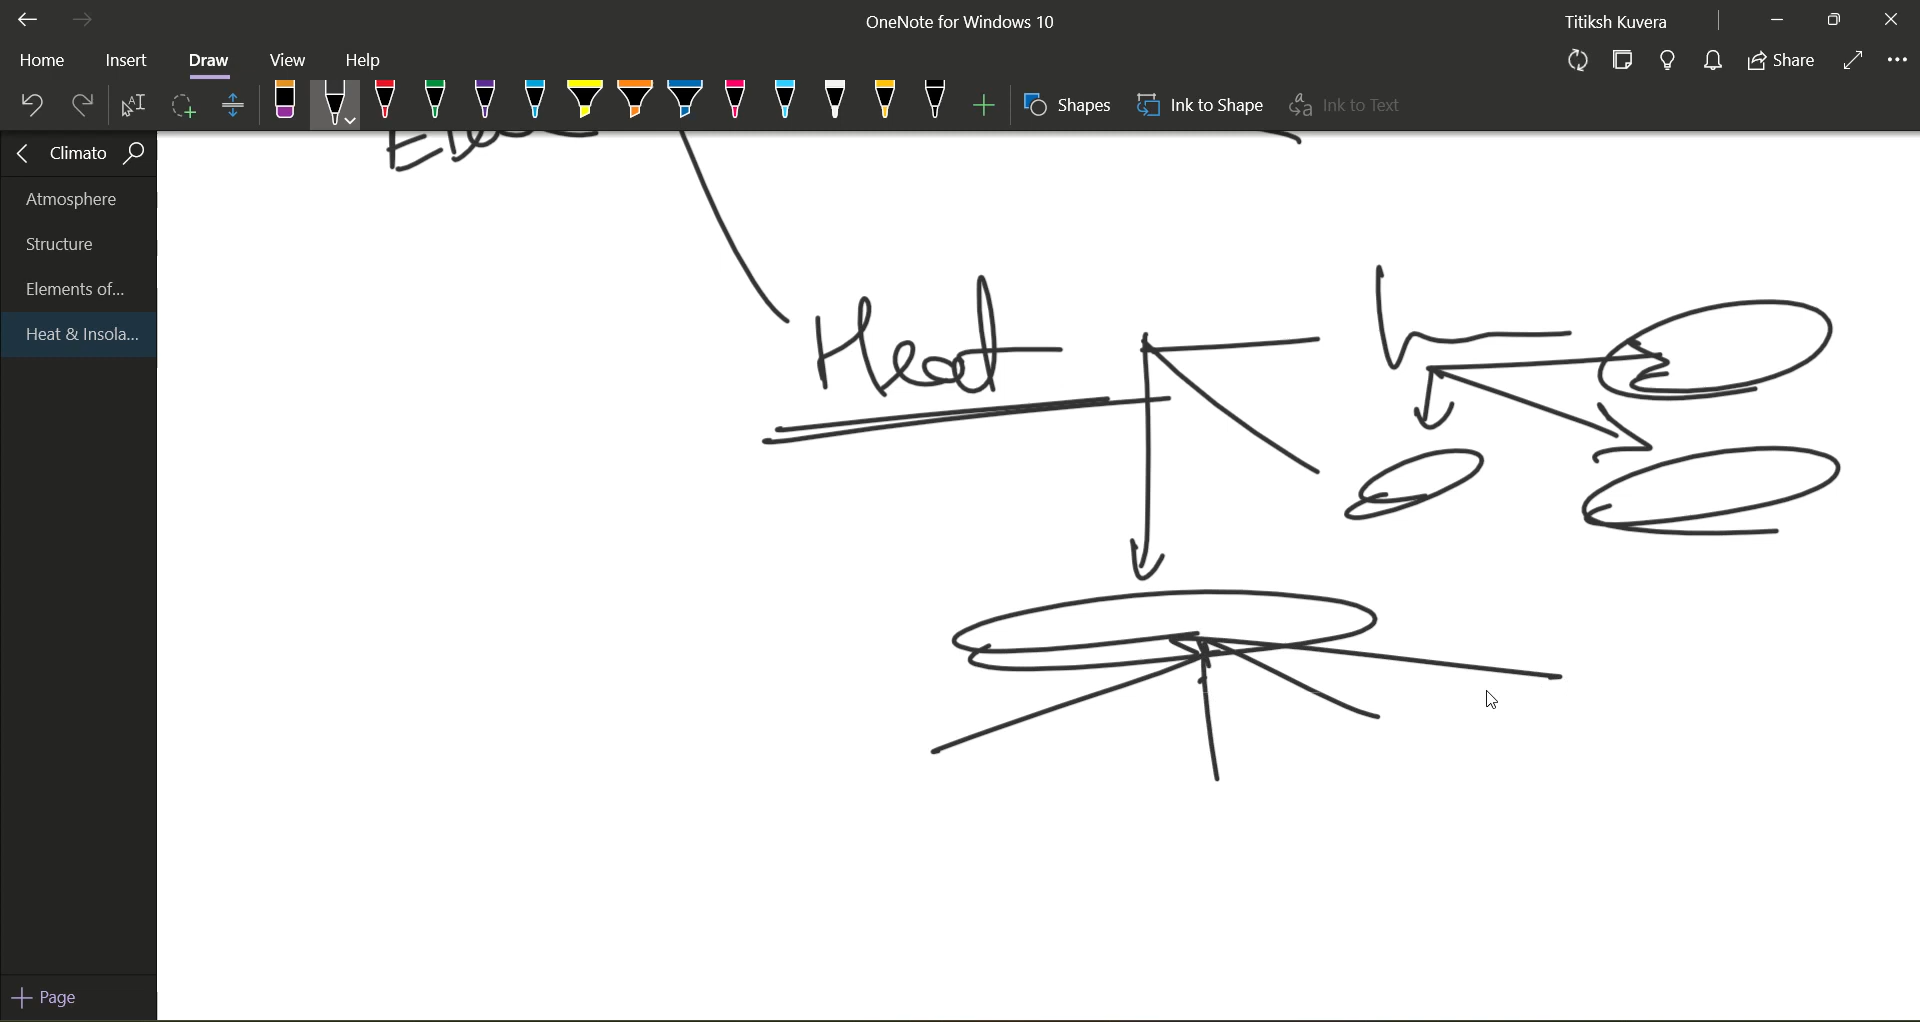 OneNote for Windows 10
Titiksh Kuvera
Home Insert Draw View Help
Share
Shapes Ink to Shape Ink to Text
Climato
Atmosphere
Structure
Elements of...
Heat & Insola...
Heat
Page